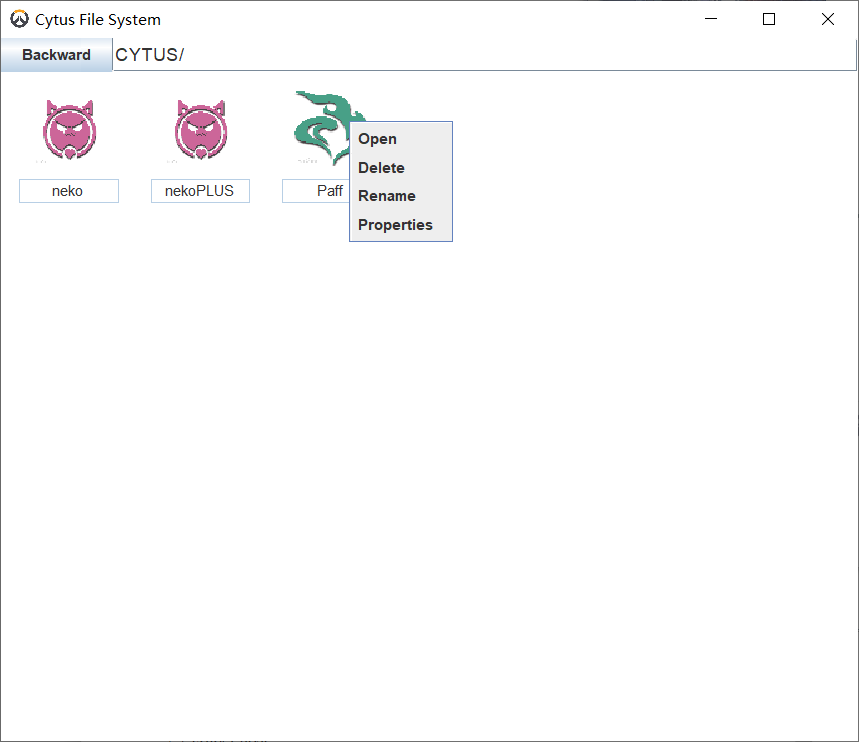 Cytus File System
Backward
CYTUS/
neko
nekoPLUS
Paff
Open
Delete
Rename
Properties